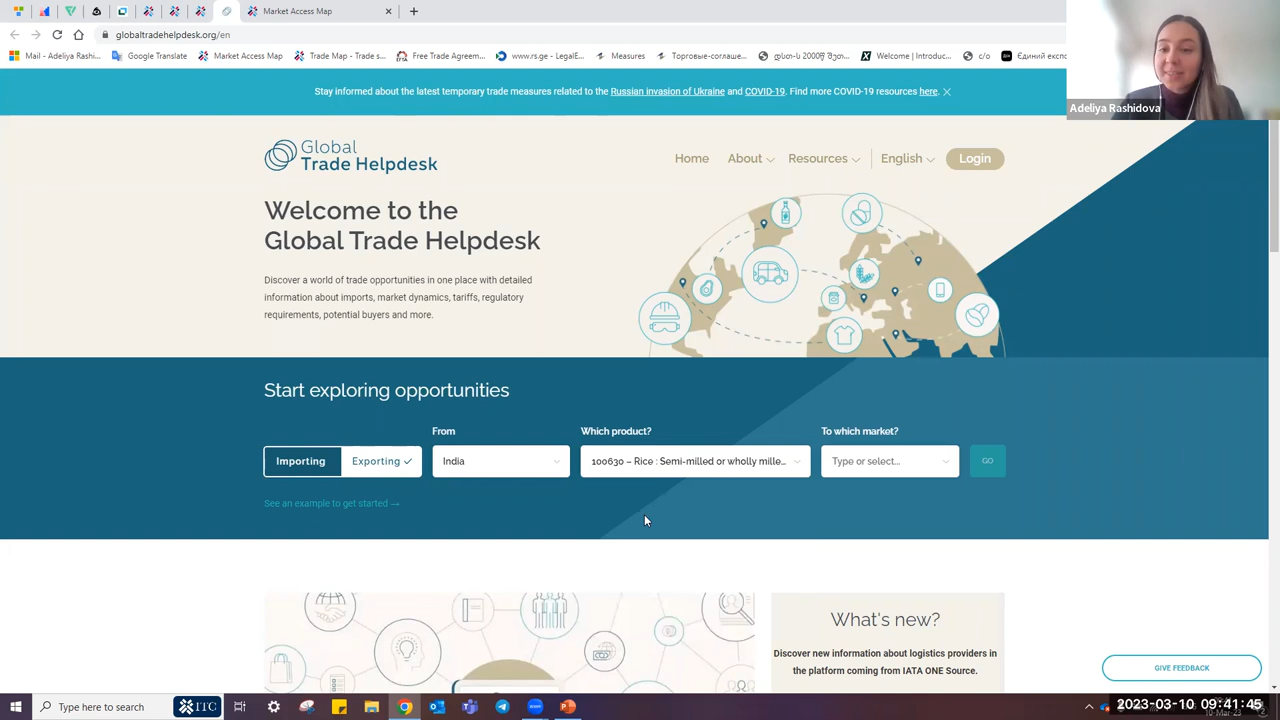 Market Access Map
globaltradehelpdesk.org/en
Mail - Adeliya Rashi...
Google Translate
Market Access Map
Trade Map - Trade s...
Free Trade Agreem...
www.rs.ge - LegalE...
Measures
Торговые-соглаше...
Welcome | Introduc...
c/o
Єдиний експо
Adeliya Rashidova
Stay informed about the latest temporary trade measures related to the Russian invasion of Ukraine and COVID-19. Find more COVID-19 resources here.
Global
Trade Helpdesk
Home
About
Resources
English
Login
Welcome to the
Global Trade Helpdesk
Discover a world of trade opportunities in one place with detailed
information about imports, market dynamics, tariffs, regulatory
requirements, potential buyers and more.
Start exploring opportunities
From
Which product?
To which market?
Importing
Exporting
India
100630 – Rice : Semi-milled or wholly mille...
Type or select...
GO
See an example to get started →
What's new?
Discover new information about logistics providers in
the platform coming from IATA ONE Source.
GIVE FEEDBACK
Type here to search
ITC
2023-03-10 09:41:45